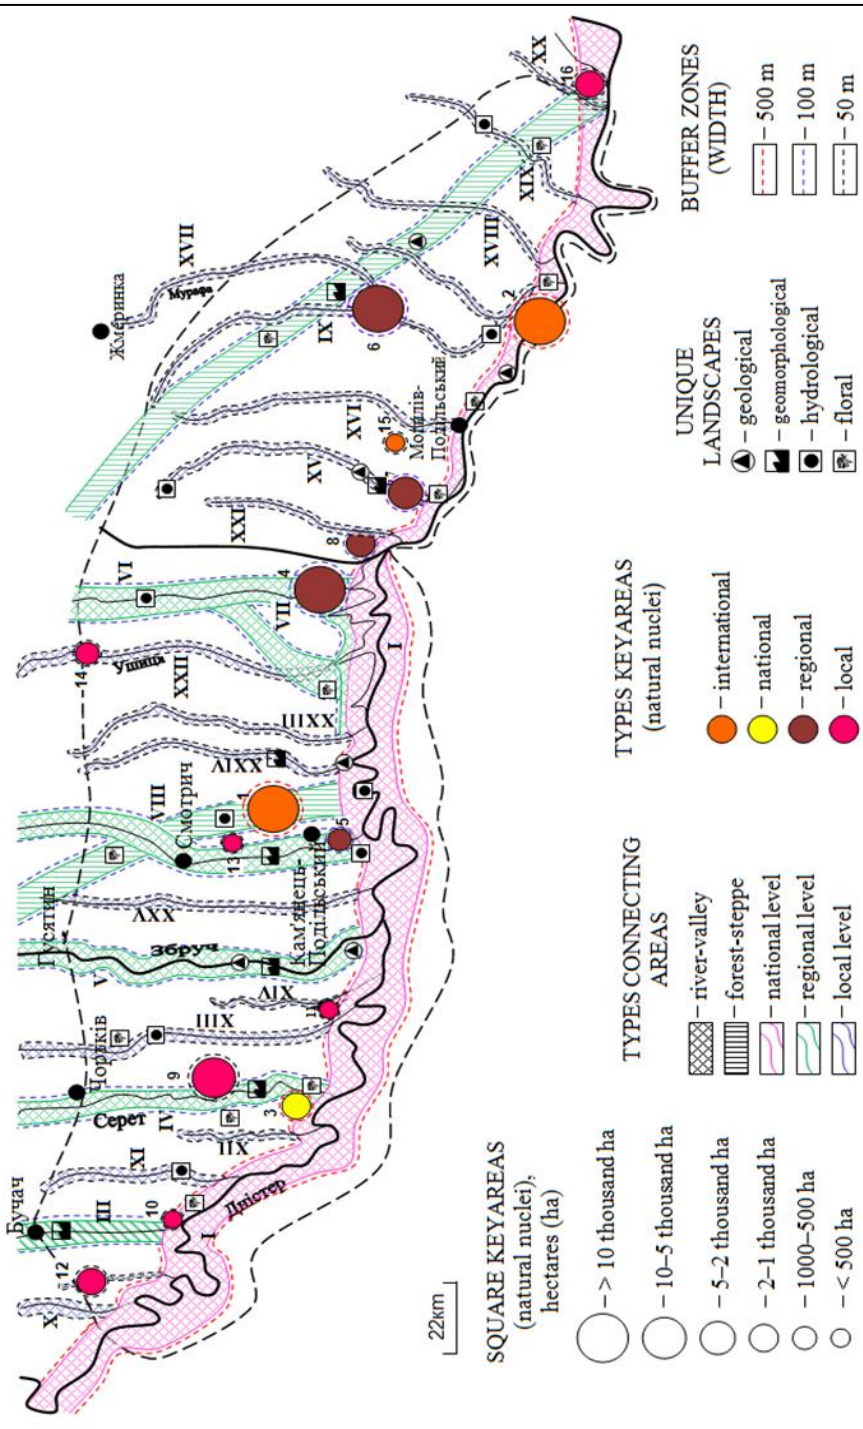 X
12
Бучач
III
10
I
Дністер
XI
XII
IV
Серет
3
Чортків
9
XIII
XIV
11
V
Збруч
Гусятин
XXV
Кам'янець-
Подільський
13
Смотрич
VIII
5
1
XXIV
XXIII
XXII
Ушиця
14
I
VII
4
VI
8
XXI
XV
7
XVI
15
Могилів-
Подільський
6
IX
Жмеринка
Мурафа
XVII
2
XVIII
XIX
XX
16
22km
SQUARE KEYAREAS
(natural nuclei),
hectares (ha)
– > 10 thousand ha
– 10–5 thousand ha
– 5–2 thousand ha
– 2–1 thousand ha
– 1000–500 ha
– < 500 ha
TYPES CONNECTING
AREAS
– river-valley
– forest-steppe
– national level
– regional level
– local level
TYPES KEYAREAS
(natural nuclei)
– international
– national
– regional
– local
UNIQUE
LANDSCAPES
– geological
– geomorphological
– hydrological
– floral
BUFFER ZONES
(WIDTH)
– 500 m
– 100 m
– 50 m